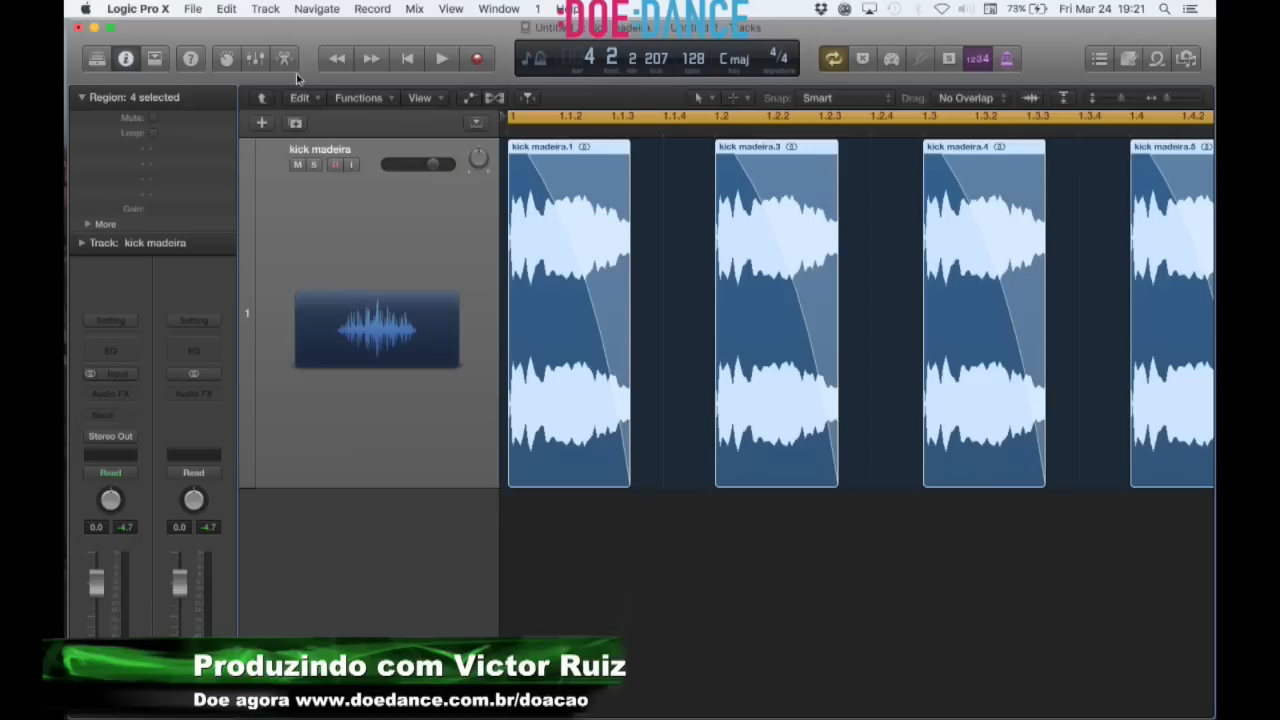 Logic Pro X File Edit Track Navigate Record Mix View Window 1
73% Fri Mar 24 19:21
DOE:DANCE
Tracks
4 2 2 207 128 C maj 4/4
1234
Region: 4 selected
Mute:
Loop:
Gain:
More
Track: kick madeira
Edit Functions View
Snap: Smart Drag: No Overlap
1 1.1.2 1.1.3 1.1.4 1.2 1.2.2 1.2.3 1.2.4 1.3 1.3.2 1.3.3 1.3.4 1.4 1.4.2
kick madeira
M S R I
1
kick madeira.1 kick madeira.3 kick madeira.4 kick madeira.5
Setting Setting
EQ EQ
Input
Audio FX Audio FX
Send
Stereo Out
Read Read
0.0 -4.7 0.0 -4.7
Produzindo com Victor Ruiz
Doe agora www.doedance.com.br/doacao